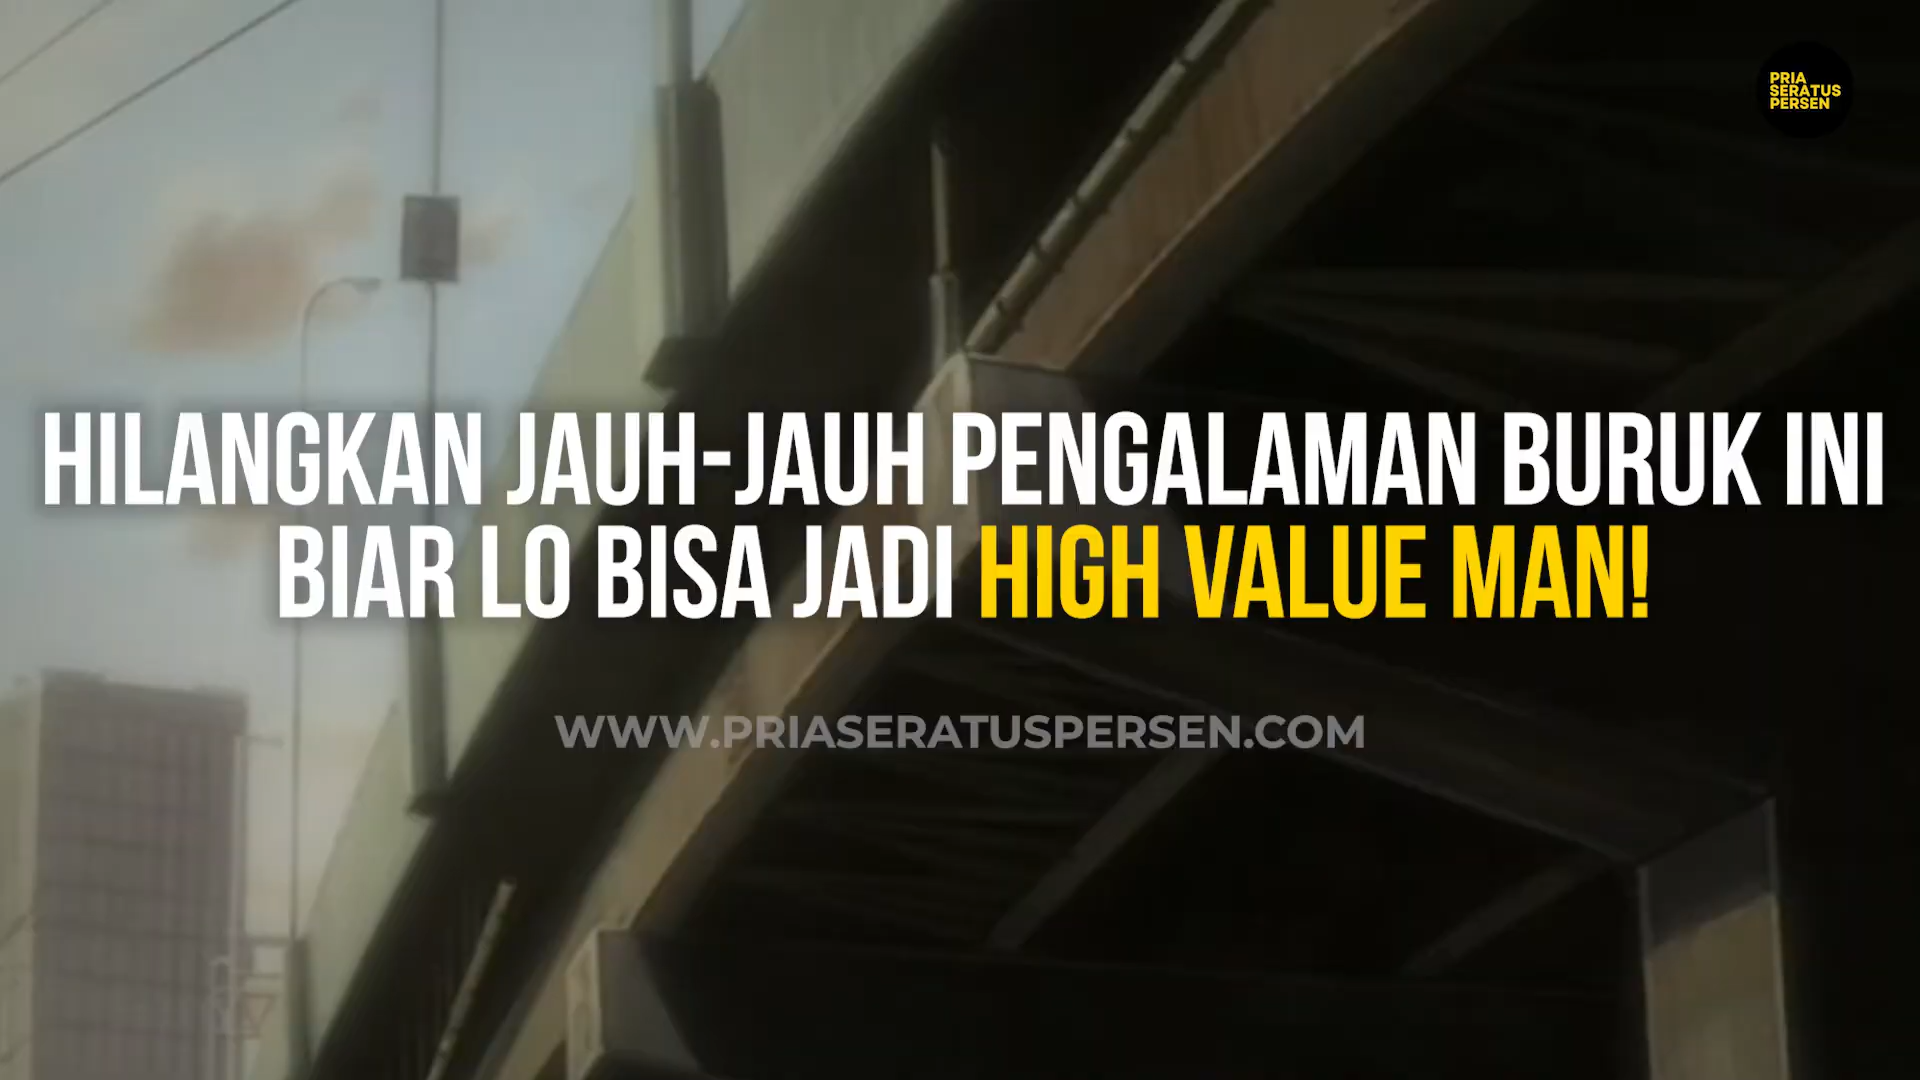 PRIA
SERATUS
PERSEN
HILANGKAN JAUH-JAUH PENGALAMAN BURUK INI
BIAR LO BISA JADI HIGH VALUE MAN!
WWW.PRIASERATUSPERSEN.COM